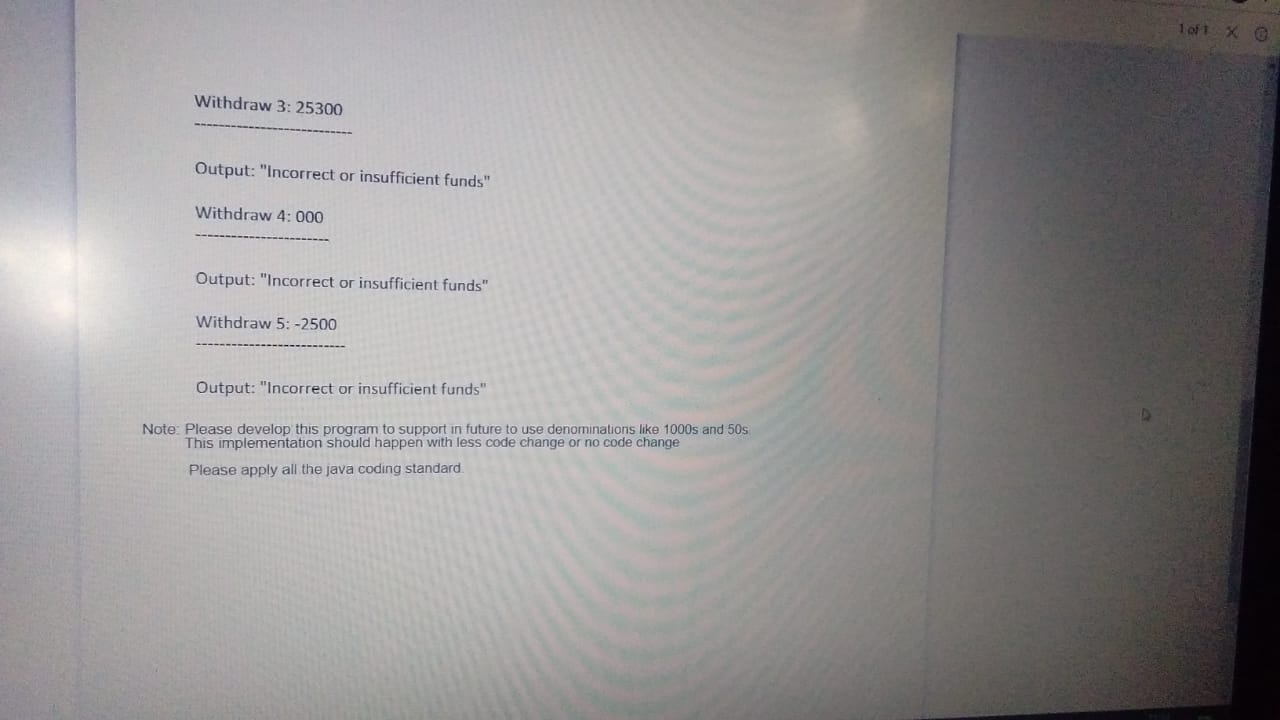 1 of 1
Withdraw 3: 25300
---------------------------
Output: "Incorrect or insufficient funds"
Withdraw 4: 000
-----------------------
Output: "Incorrect or insufficient funds"
Withdraw 5: -2500
--------------------------
Output: "Incorrect or insufficient funds"
Note: Please develop this program to support in future to use denominations like 1000s and 50s.
This implementation should happen with less code change or no code change
Please apply all the java coding standard.